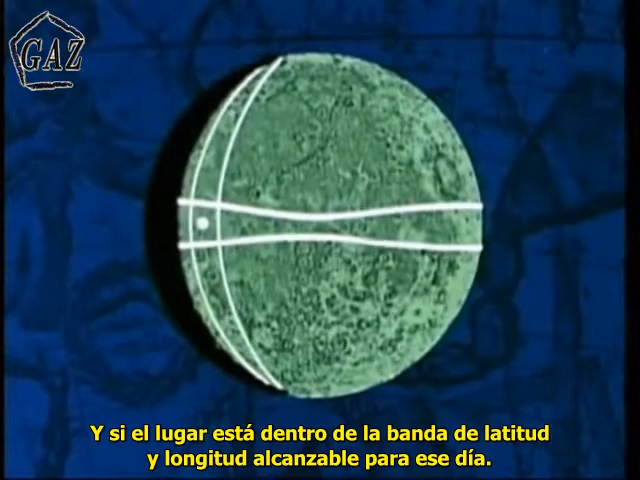 GAZ
Y si el lugar está dentro de la banda de latitud
y longitud alcanzable para ese día.